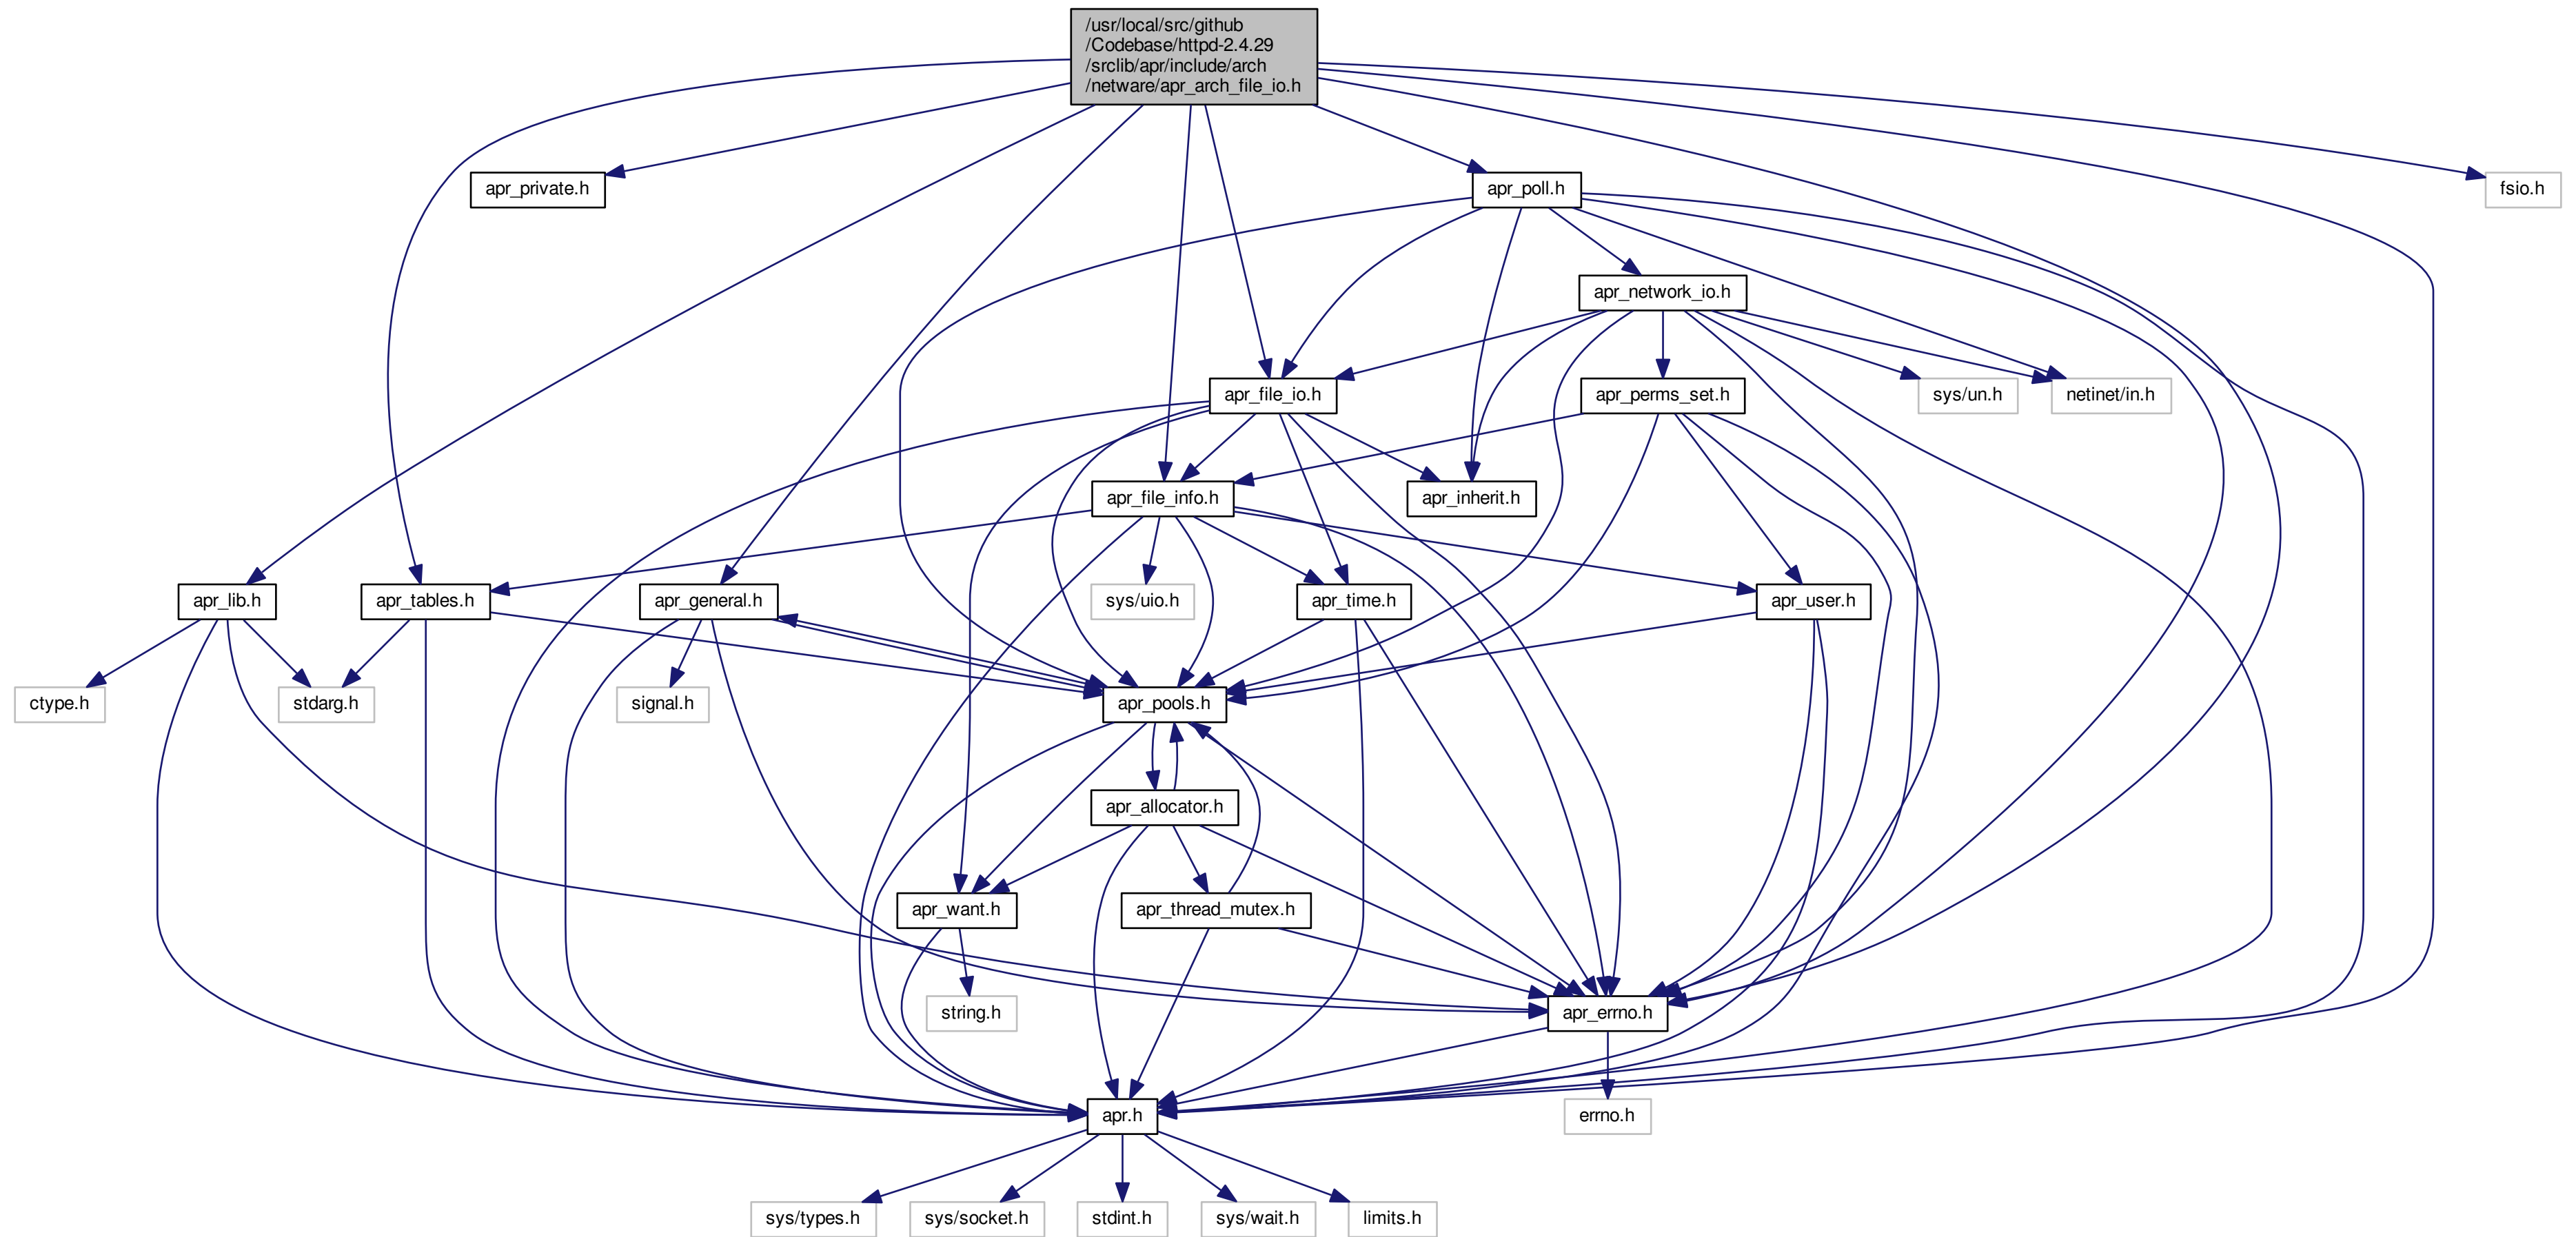 /usr/local/src/github
/Codebase/httpd-2.4.29
/srclib/apr/include/arch
/netware/apr_arch_file_io.h
apr_private.h
apr_poll.h
fsio.h
apr_network_io.h
apr_file_io.h
apr_perms_set.h
sys/un.h
netinet/in.h
apr_file_info.h
apr_inherit.h
apr_lib.h
apr_tables.h
apr_general.h
sys/uio.h
apr_time.h
apr_user.h
ctype.h
stdarg.h
signal.h
apr_pools.h
apr_allocator.h
apr_want.h
apr_thread_mutex.h
string.h
apr_errno.h
apr.h
errno.h
sys/types.h
sys/socket.h
stdint.h
sys/wait.h
limits.h